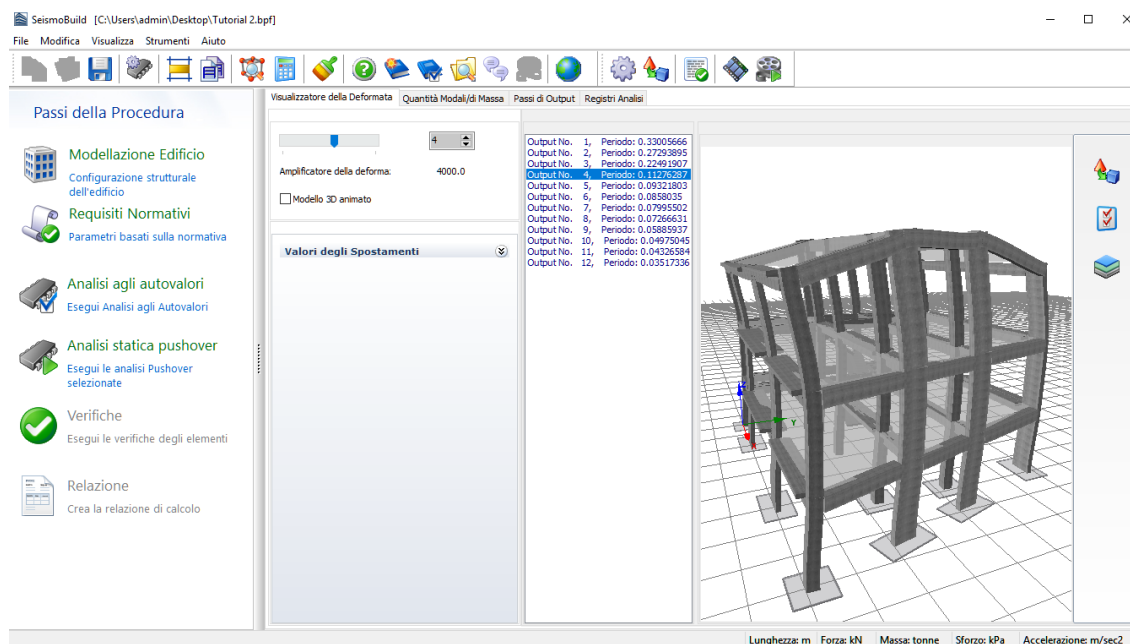 SeismoBuild [C:\Users\admin\Desktop\Tutorial 2.bpf]
File Modifica Visualizza Strumenti Aiuto
Passi della Procedura
Modellazione Edificio
Configurazione strutturale
dell'edificio
Requisiti Normativi
Parametri basati sulla normativa
Analisi agli autovalori
Esegui Analisi agli Autovalori
Analisi statica pushover
Esegui le analisi Pushover
selezionate
Verifiche
Esegui le verifiche degli elementi
Relazione
Crea la relazione di calcolo
Visualizzatore della Deformata Quantità Modali/di Massa Passi di Output Registri Analisi
4
Amplificatore della deforma: 4000.0
Modello 3D animato
Valori degli Spostamenti
Output No. 1, Periodo: 0.33005666
Output No. 2, Periodo: 0.27293895
Output No. 3, Periodo: 0.22491907
Output No. 4, Periodo: 0.11276287
Output No. 5, Periodo: 0.09321803
Output No. 6, Periodo: 0.0858035
Output No. 7, Periodo: 0.07995502
Output No. 8, Periodo: 0.07266631
Output No. 9, Periodo: 0.05885937
Output No. 10, Periodo: 0.04975045
Output No. 11, Periodo: 0.04326584
Output No. 12, Periodo: 0.03517336
Z
Y
Lunghezza: m Forza: kN Massa: tonne Sforzo: kPa Accelerazione: m/sec2